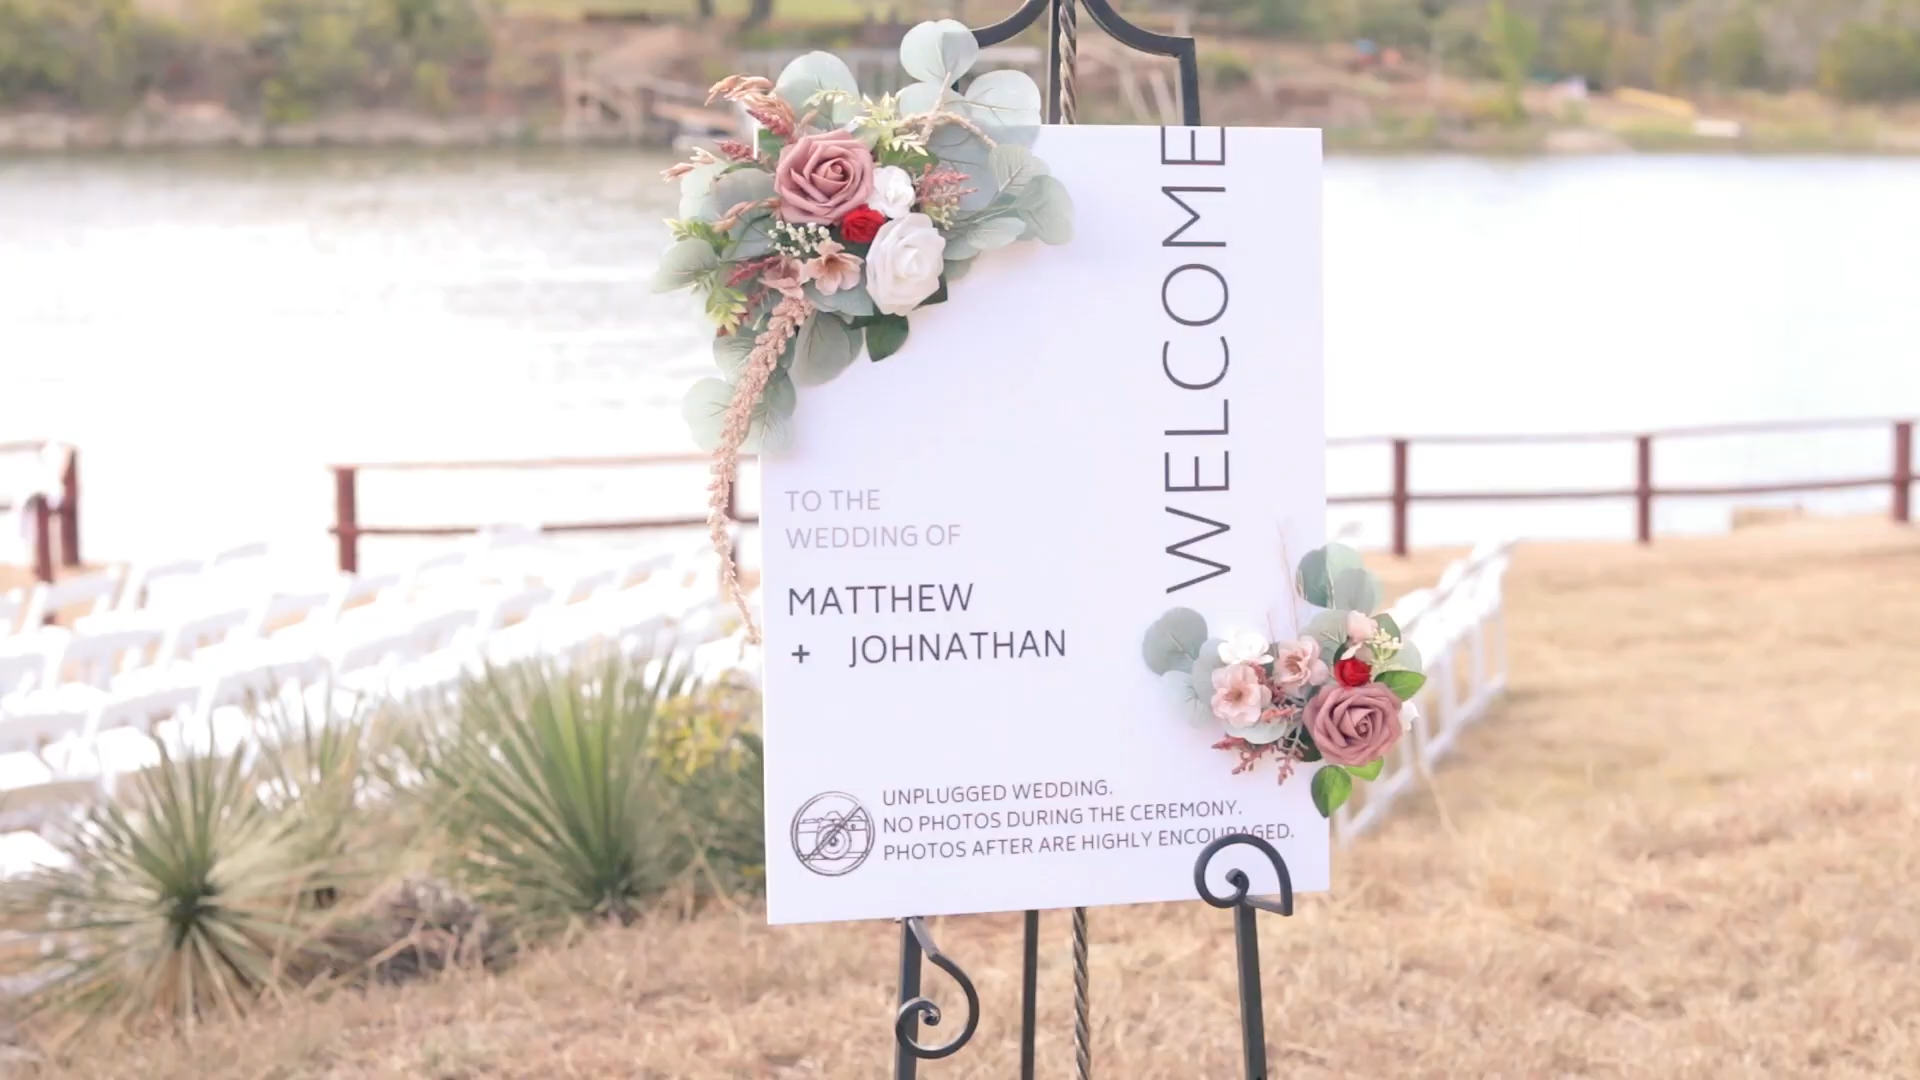 WELCOME
TO THE
WEDDING OF
MATTHEW
+ JOHNATHAN
UNPLUGGED WEDDING.
NO PHOTOS DURING THE CEREMONY.
PHOTOS AFTER ARE HIGHLY ENCOURAGED.